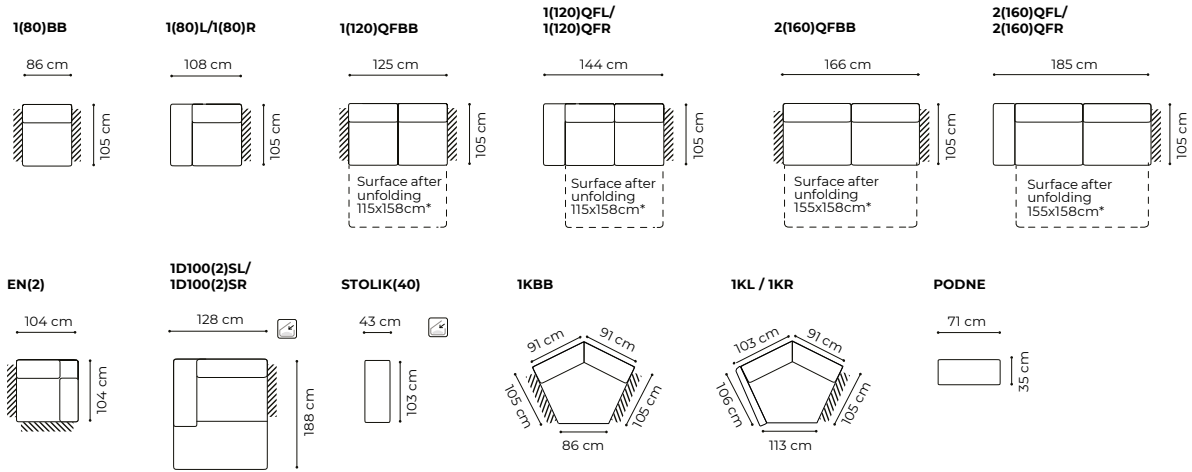 1(80)BB
86 cm
105 cm
1(80)L/1(80)R
108 cm
105 cm
1(120)QFBB
125 cm
105 cm
Surface after
unfolding
115x158cm*
1(120)QFL/
1(120)QFR
144 cm
105 cm
Surface after
unfolding
115x158cm*
2(160)QFBB
166 cm
105 cm
Surface after
unfolding
155x158cm*
2(160)QFL/
2(160)QFR
185 cm
105 cm
Surface after
unfolding
155x158cm*
EN(2)
104 cm
104 cm
1D100(2)SL/
1D100(2)SR
128 cm
188 cm
STOLIK(40)
43 cm
103 cm
1KBB
91 cm
91 cm
105 cm
105 cm
86 cm
1KL / 1KR
103 cm
91 cm
106 cm
105 cm
113 cm
PODNE
71 cm
35 cm